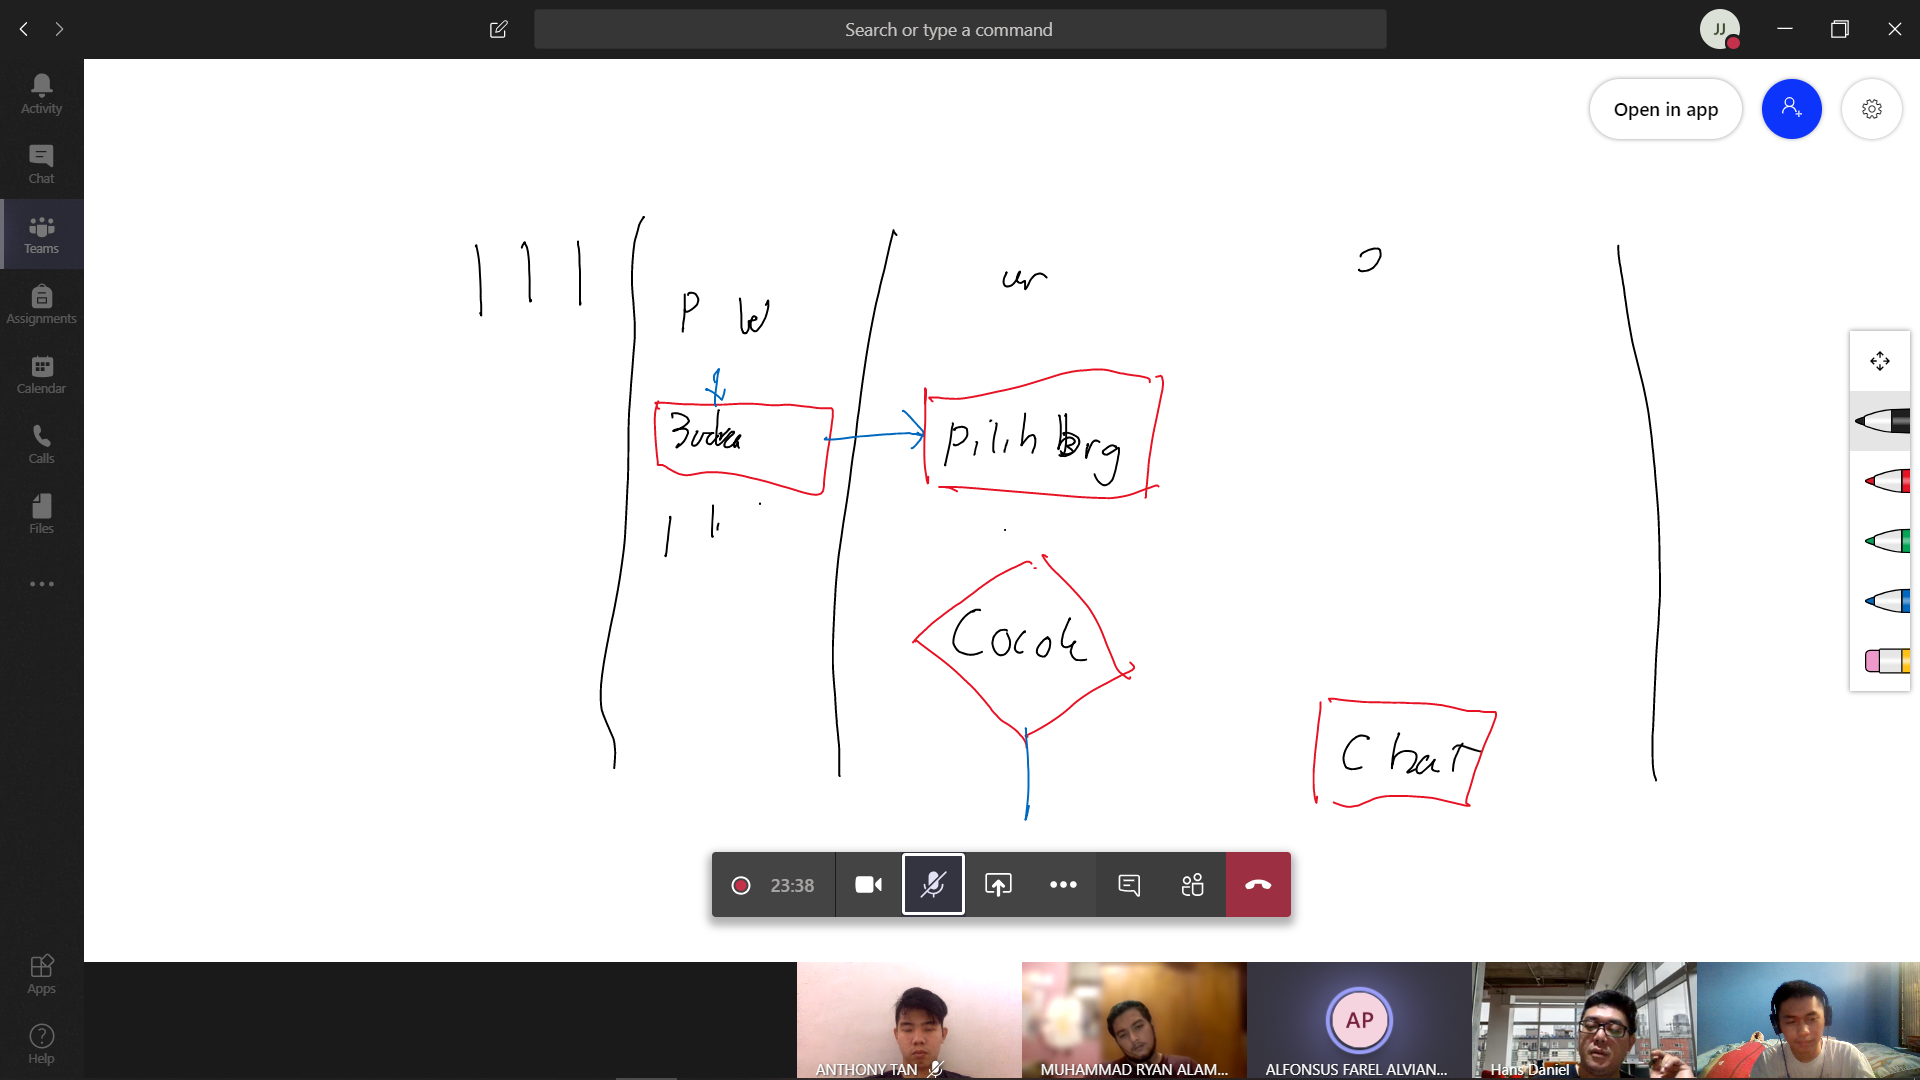 Search or type a command
JJ
Activity
Chat
Teams
Assignments
Calendar
Calls
Files
Apps
Help
Open in app
P W
ur
Pilih brg
Cocok
Chat
23:38
ANTHONY TAN
MUHAMMAD RYAN ALAM...
AP
ALFONSUS FAREL ALVIAN...
Hans Daniel